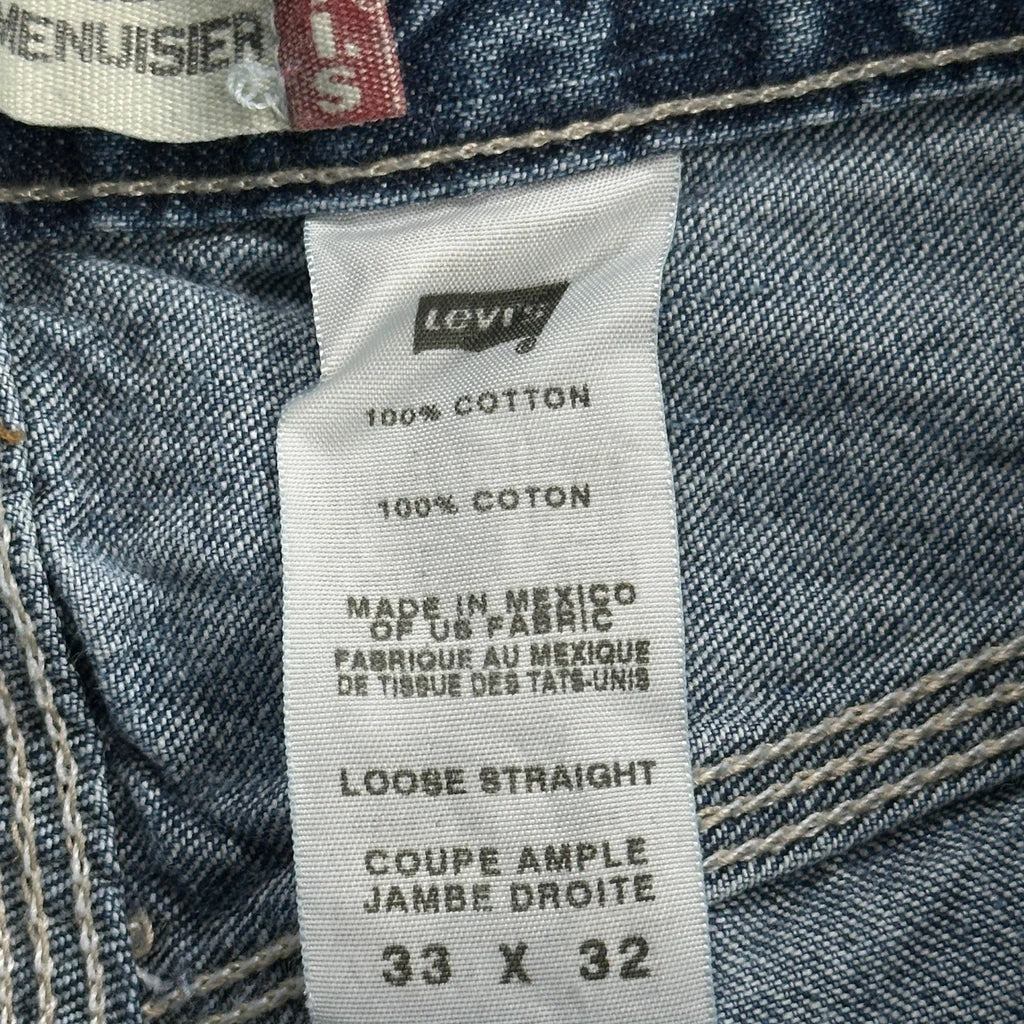 MENUISIER
I.
S
Levi's
100% COTTON
100% COTON
MADE IN MEXICO
OF US FABRIC
FABRIQUE AU MEXIQUE
DE TISSUE DES TATS-UNIS
LOOSE STRAIGHT
COUPE AMPLE
JAMBE DROITE
33 X 32